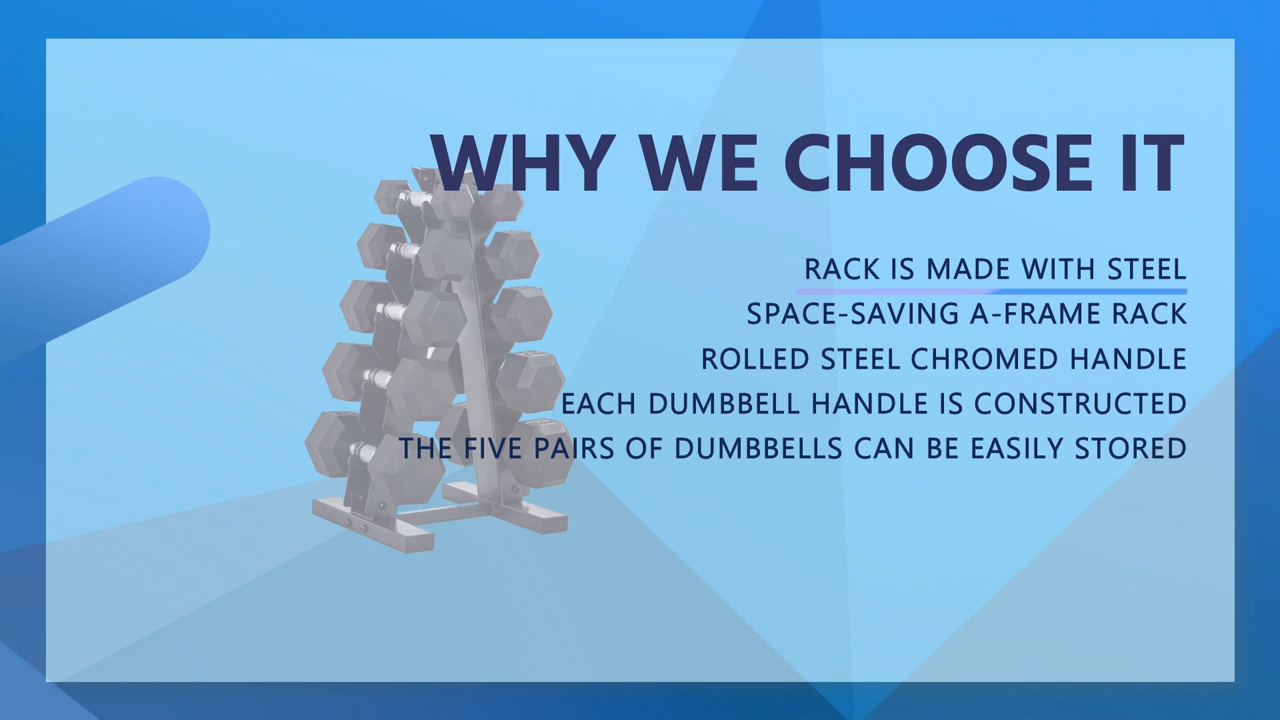 WHY WE CHOOSE IT
RACK IS MADE WITH STEEL
SPACE-SAVING A-FRAME RACK
ROLLED STEEL CHROMED HANDLE
EACH DUMBBELL HANDLE IS CONSTRUCTED
THE FIVE PAIRS OF DUMBBELLS CAN BE EASILY STORED